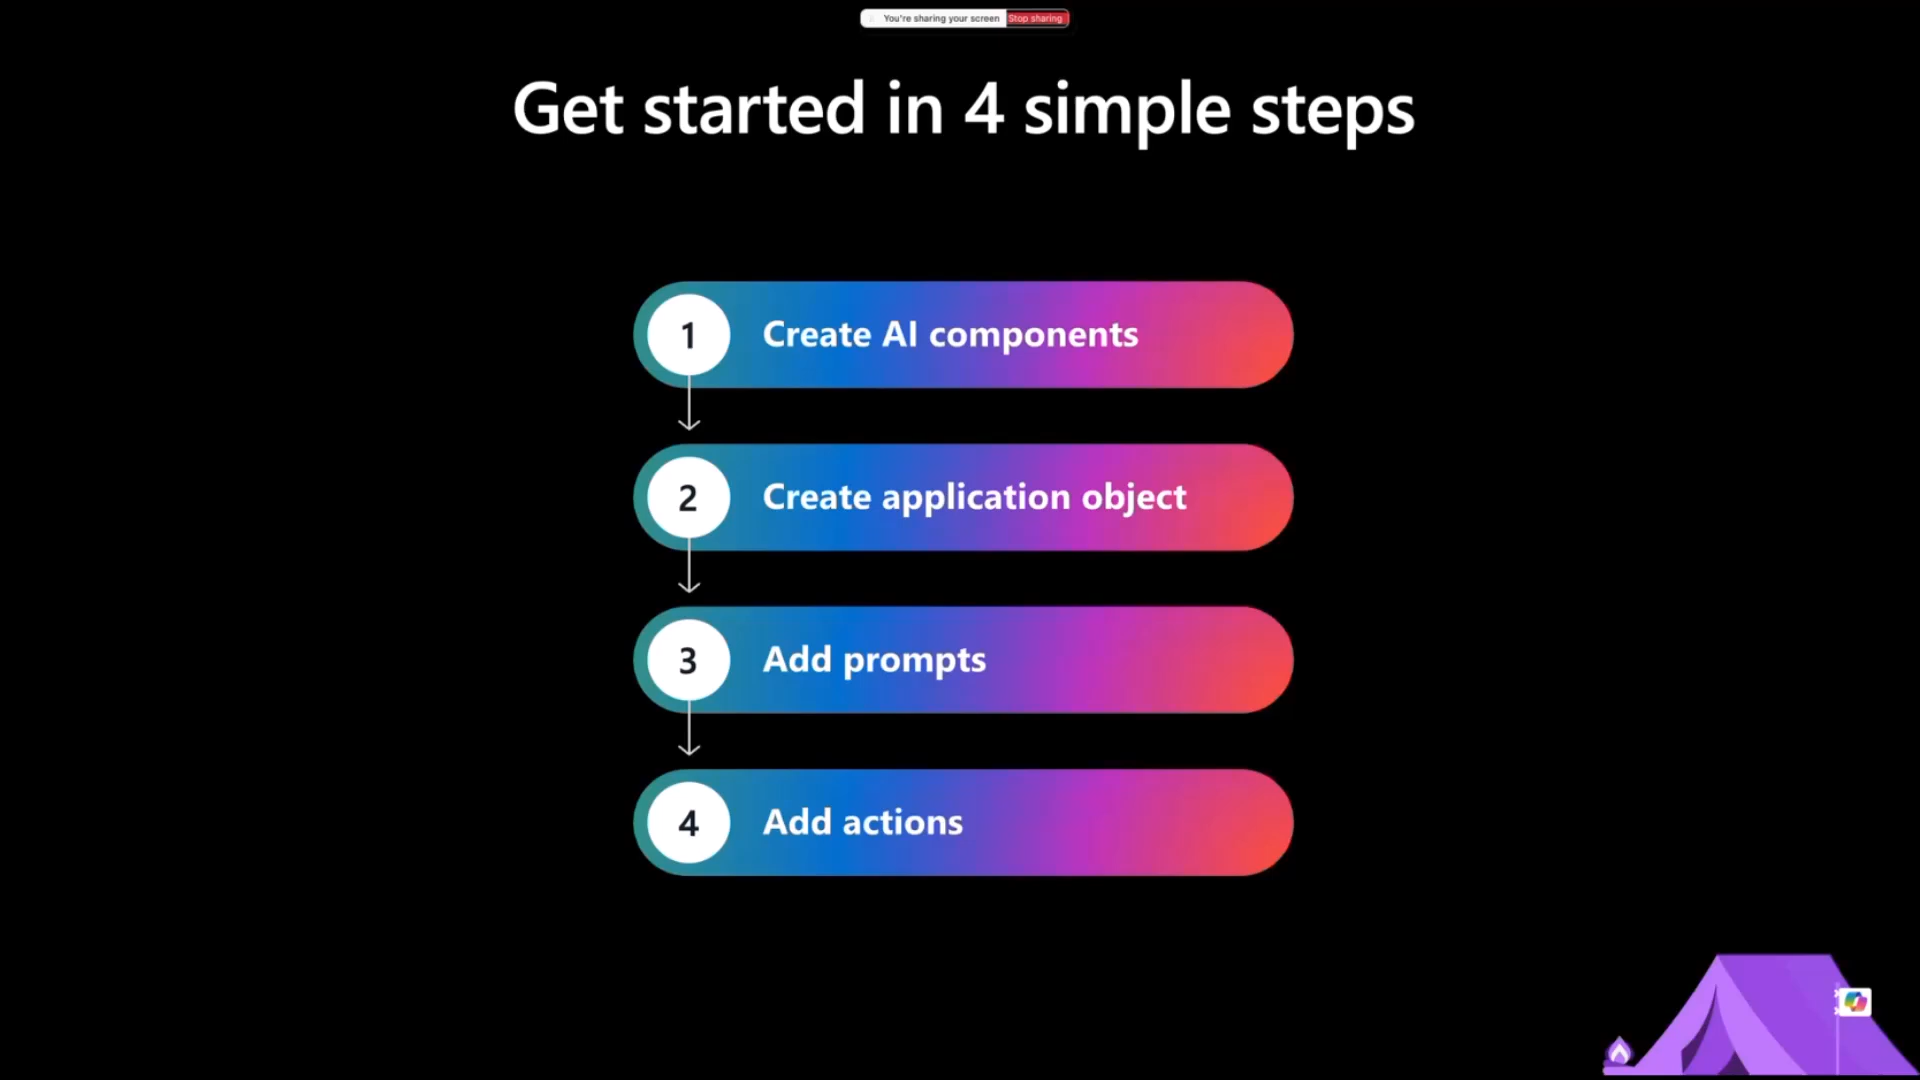 You're sharing your screen Stop sharing
Get started in 4 simple steps
1 Create AI components
2 Create application object
3 Add prompts
4 Add actions